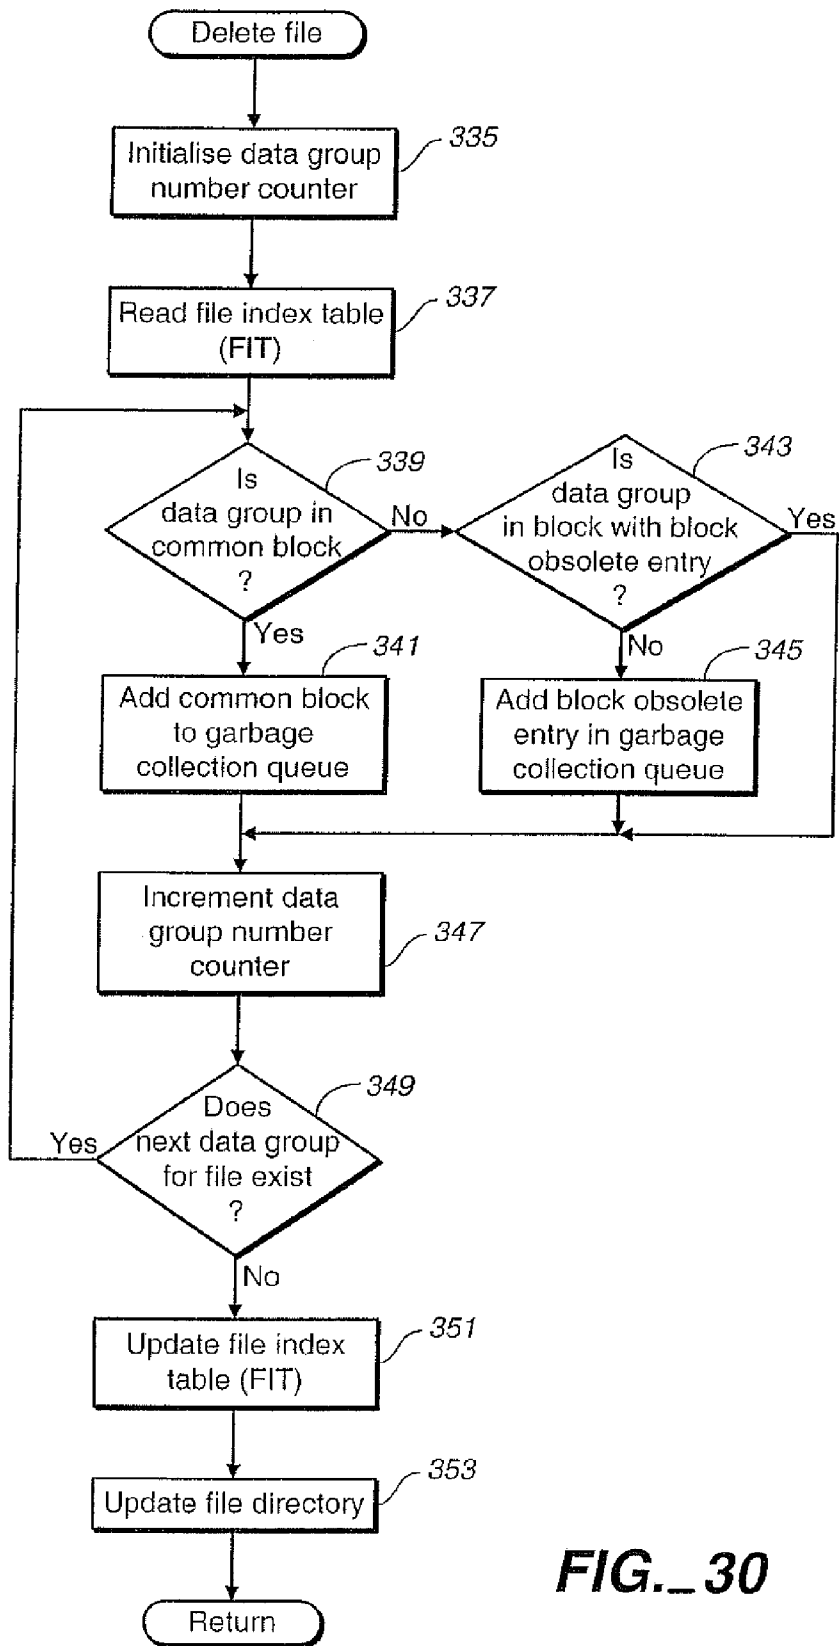 Delete file
335
Initialise data group
number counter
337
Read file index table
(FIT)
339
Is
data group in
common block
?
No
Yes
343
Is
data group
in block with block
obsolete entry
?
Yes
No
341
Add common block
to garbage
collection queue
345
Add block obsolete
entry in garbage
collection queue
Increment data
group number
counter
347
349
Does
next data group
for file exist
?
Yes
No
351
Update file index
table (FIT)
353
Update file directory
Return
FIG._30